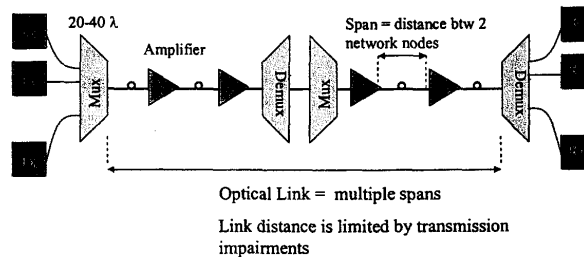 20-40 λ
Amplifier
Span = distance btw 2
network nodes
Mux
Demux
Mux
Demux
Optical Link = multiple spans
Link distance is limited by transmission
impairments